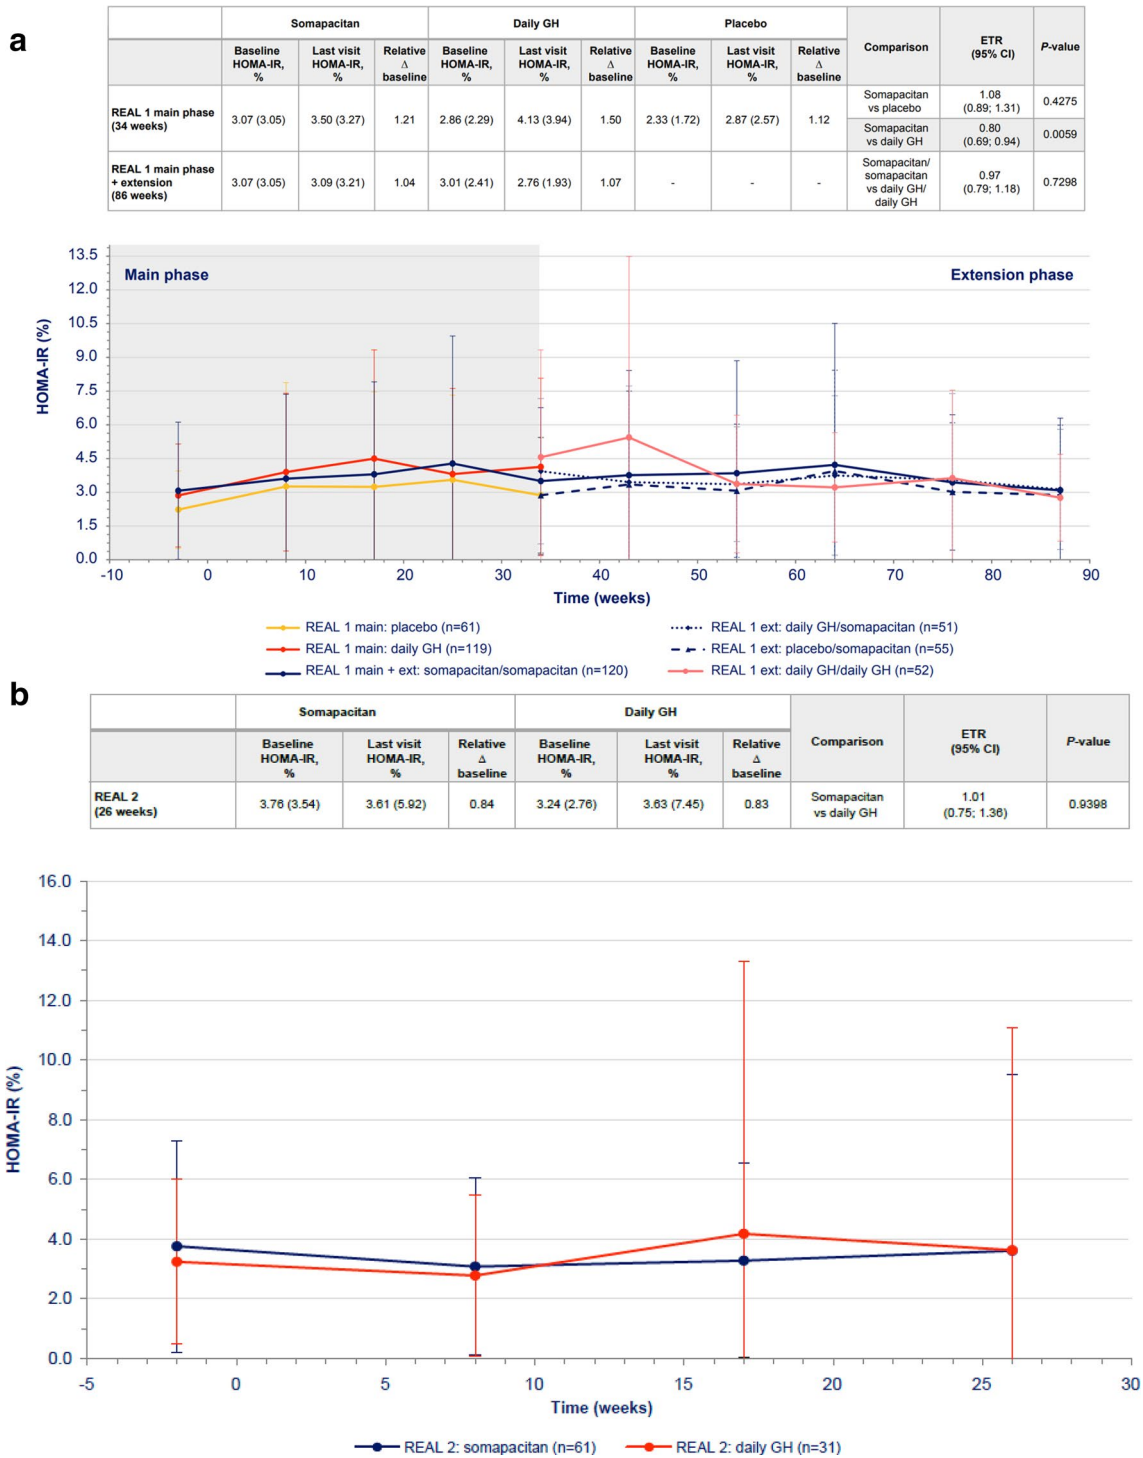 a
Somapacitan Daily GH Placebo Comparison ETR (95% CI) P-value
Baseline HOMA-IR, % Last visit HOMA-IR, % Relative Δ baseline Baseline HOMA-IR, % Last visit HOMA-IR, % Relative Δ baseline Baseline HOMA-IR, % Last visit HOMA-IR, % Relative Δ baseline
REAL 1 main phase (34 weeks) 3.07 (3.05) 3.50 (3.27) 1.21 2.86 (2.29) 4.13 (3.94) 1.50 2.33 (1.72) 2.87 (2.57) 1.12 Somapacitan vs placebo 1.08 (0.89; 1.31) 0.4275
Somapacitan vs daily GH 0.80 (0.69; 0.94) 0.0059
REAL 1 main phase + extension (86 weeks) 3.07 (3.05) 3.09 (3.21) 1.04 3.01 (2.41) 2.76 (1.93) 1.07 - - - Somapacitan/ somapacitan vs daily GH/ daily GH 0.97 (0.79; 1.18) 0.7298
Main phase Extension phase
HOMA-IR (%)
13.5
12.0
10.5
9.0
7.5
6.0
4.5
3.0
1.5
0.0
-10 0 10 20 30 40 50 60 70 80 90
Time (weeks)
REAL 1 main: placebo (n=61) REAL 1 ext: daily GH/somapacitan (n=51)
REAL 1 main: daily GH (n=119) REAL 1 ext: placebo/somapacitan (n=55)
REAL 1 main + ext: somapacitan/somapacitan (n=120) REAL 1 ext: daily GH/daily GH (n=52)
b
Somapacitan Daily GH Comparison ETR (95% CI) P-value
Baseline HOMA-IR, % Last visit HOMA-IR, % Relative Δ baseline Baseline HOMA-IR, % Last visit HOMA-IR, % Relative Δ baseline
REAL 2 (26 weeks) 3.76 (3.54) 3.61 (5.92) 0.84 3.24 (2.76) 3.63 (7.45) 0.83 Somapacitan vs daily GH 1.01 (0.75; 1.36) 0.9398
HOMA-IR (%)
16.0
14.0
12.0
10.0
8.0
6.0
4.0
2.0
0.0
-5 0 5 10 15 20 25 30
Time (weeks)
REAL 2: somapacitan (n=61) REAL 2: daily GH (n=31)